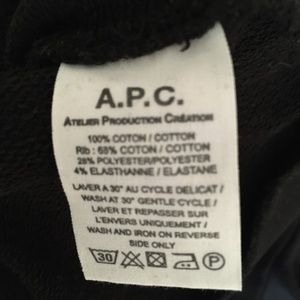 A.P.C.
ATELIER PRODUCTION CRÉATION
100% COTON / COTTON
Rib : 68% COTON / COTTON
28% POLYESTER/POLYESTER
4% ELASTHANNE / ELASTANE
LAVER A 30° AU CYCLE DELICAT /
WASH AT 30° GENTLE CYCLE /
LAVER ET REPASSER SUR
L'ENVERS UNIQUEMENT /
WASH AND IRON ON REVERSE
SIDE ONLY
30 P